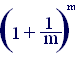 (1 + 1/m)^m